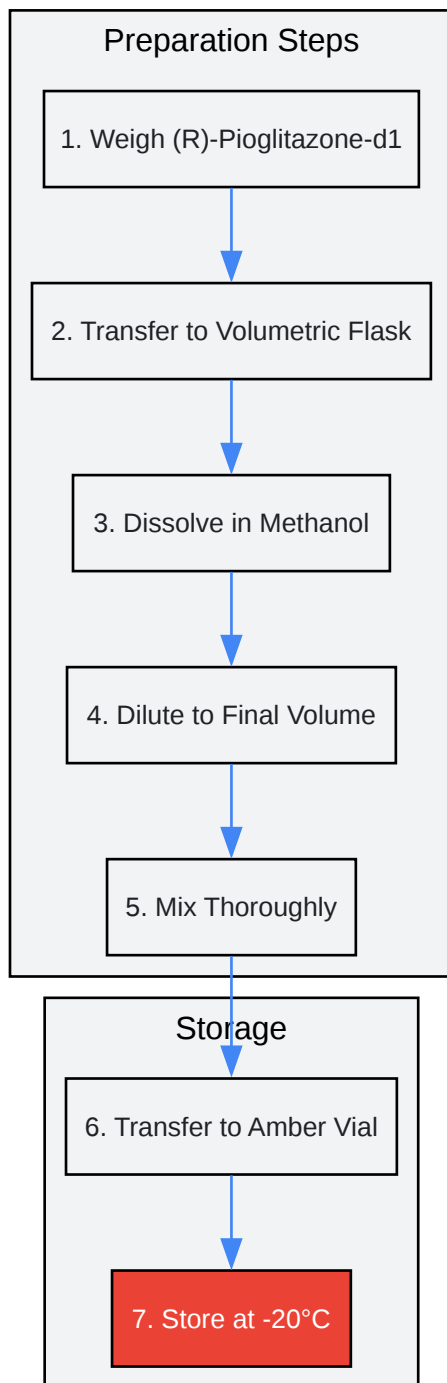 Preparation Steps
1. Weigh (R)-Pioglitazone-d1
2. Transfer to Volumetric Flask
3. Dissolve in Methanol
4. Dilute to Final Volume
5. Mix Thoroughly
Storage
6. Transfer to Amber Vial
7. Store at -20°C